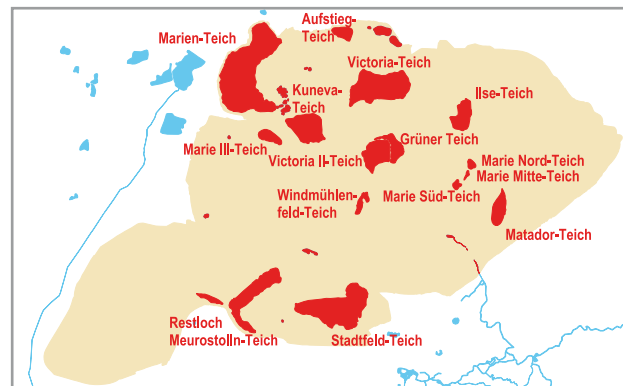 Aufstieg-
Teich
Marien-Teich
Victoria-Teich
Kuneva-
Teich
Ilse-Teich
Grüner Teich
Marie III-Teich
Victoria II-Teich
Marie Nord-Teich
Marie Mitte-Teich
Windmühlen-
feld-Teich
Marie Süd-Teich
Matador-Teich
Restloch
Meurostolln-Teich
Stadtfeld-Teich